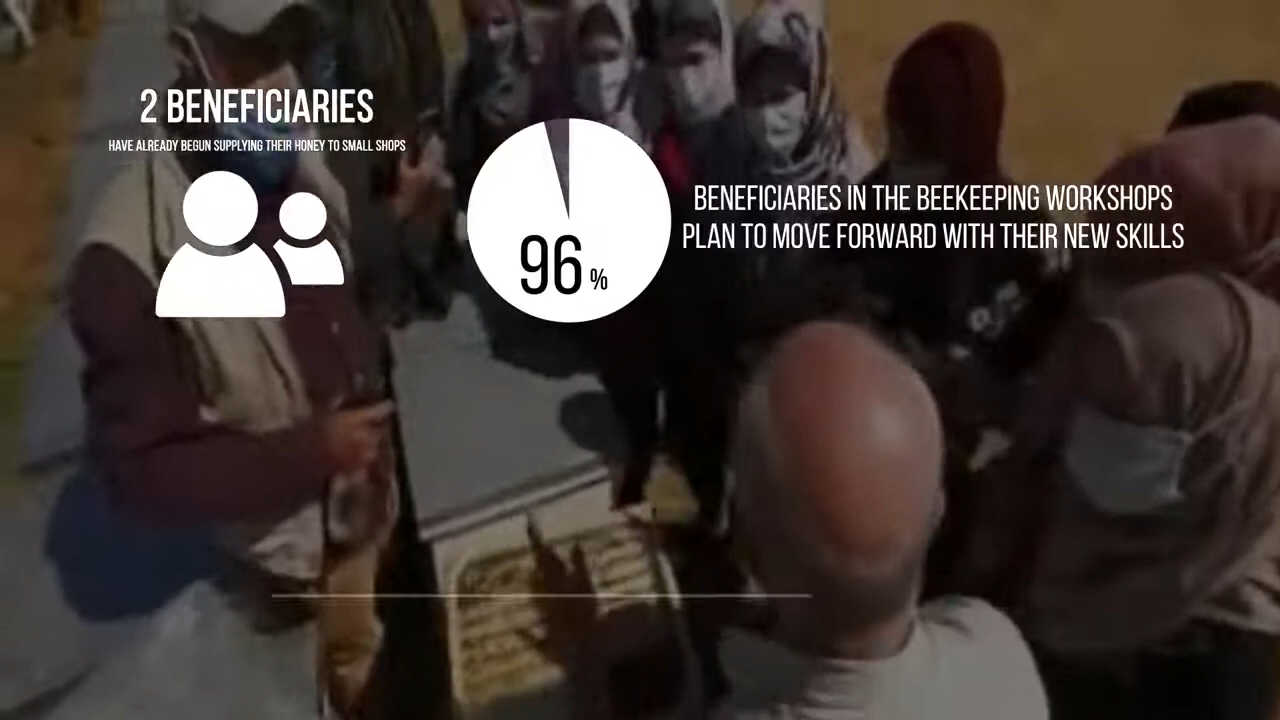 2 BENEFICIARIES
HAVE ALREADY BEGUN SUPPLYING THEIR HONEY TO SMALL SHOPS
96 %
BENEFICIARIES IN THE BEEKEEPING WORKSHOPS
PLAN TO MOVE FORWARD WITH THEIR NEW SKILLS